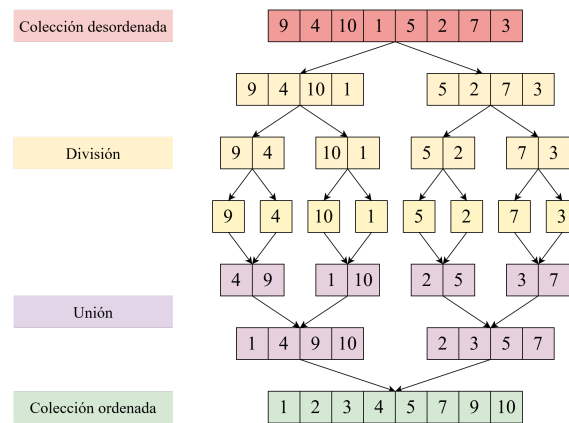 Colección desordenada
9 4 10 1 5 2 7 3
9 4 10 1
5 2 7 3
División
9 4
10 1
5 2
7 3
9
4
10
1
5
2
7
3
4 9
1 10
2 5
3 7
Unión
1 4 9 10
2 3 5 7
Colección ordenada
1 2 3 4 5 7 9 10